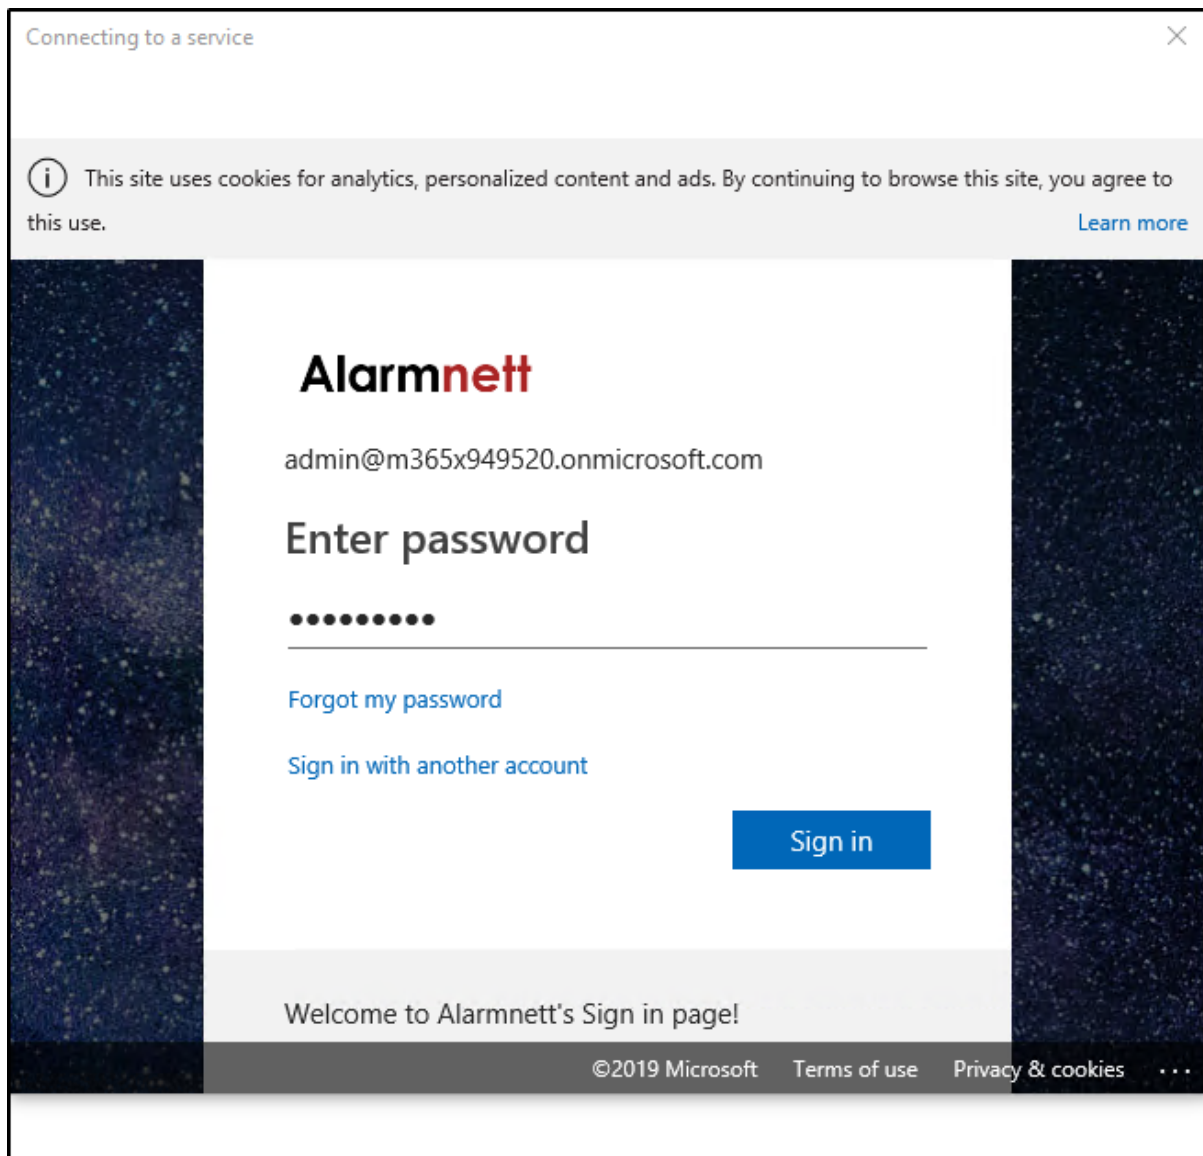 Connecting to a service
This site uses cookies for analytics, personalized content and ads. By continuing to browse this site, you agree to
this use. Learn more
Alarmnett
admin@m365x949520.onmicrosoft.com
Enter password
•••••••••
Forgot my password
Sign in with another account
Sign in
Welcome to Alarmnett's Sign in page!
©2019 Microsoft Terms of use Privacy & cookies ...